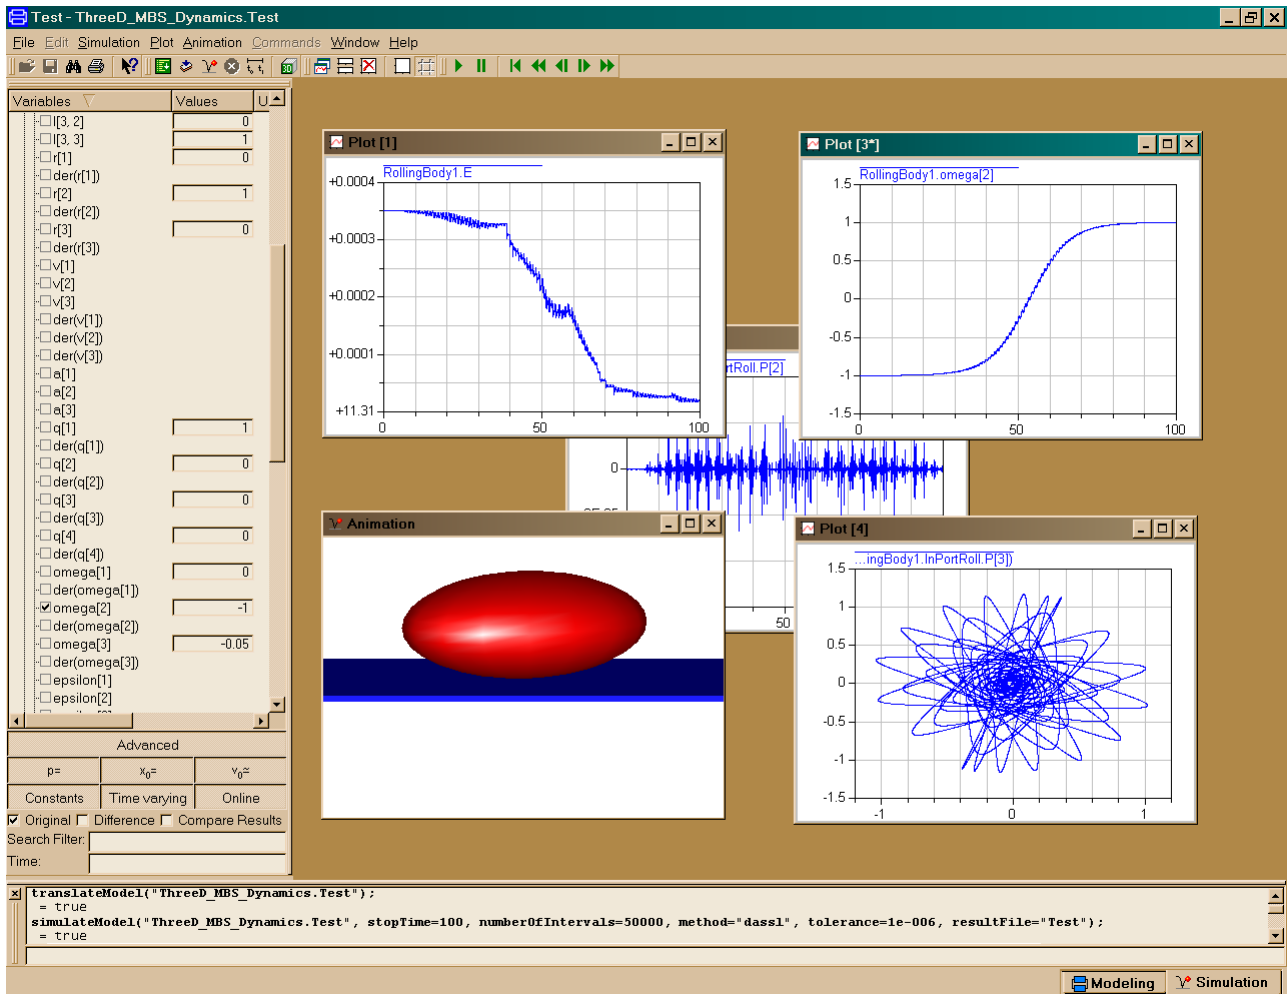 Test - ThreeD_MBS_Dynamics.Test
File Edit Simulation Plot Animation Commands Window Help
Variables Values U
I[3, 2] 0
I[3, 3] 1
r[1] 0
der(r[1])
r[2] 1
der(r[2])
r[3] 0
der(r[3])
v[1]
v[2]
v[3]
der(v[1])
der(v[2])
der(v[3])
a[1]
a[2]
a[3]
q[1] 1
der(q[1])
q[2] 0
der(q[2])
q[3] 0
der(q[3])
q[4] 0
der(q[4])
omega[1] 0
der(omega[1])
omega[2] -1
der(omega[2])
omega[3] -0.05
der(omega[3])
epsilon[1]
epsilon[2]
Advanced
p= x0= v0≃
Constants Time varying Online
Original Difference Compare Results
Search Filter:
Time:
Plot [1]
RollingBody1.E
+0.0004
+0.0003
+0.0002
+0.0001
+11.31
0 50 100
Plot [3*]
RollingBody1.omega[2]
1.5
1
0.5
0
-0.5
-1
-1.5
0 50 100
rtRoll.P[2]
0
50
Animation
Plot [4]
...ingBody1.InPortRoll.P[3])
1.5
1
0.5
0
-0.5
-1
-1.5
-1 0 1
translateModel("ThreeD_MBS_Dynamics.Test");
= true
simulateModel("ThreeD_MBS_Dynamics.Test", stopTime=100, numberOfIntervals=50000, method="dassl", tolerance=1e-006, resultFile="Test");
= true
Modeling Simulation